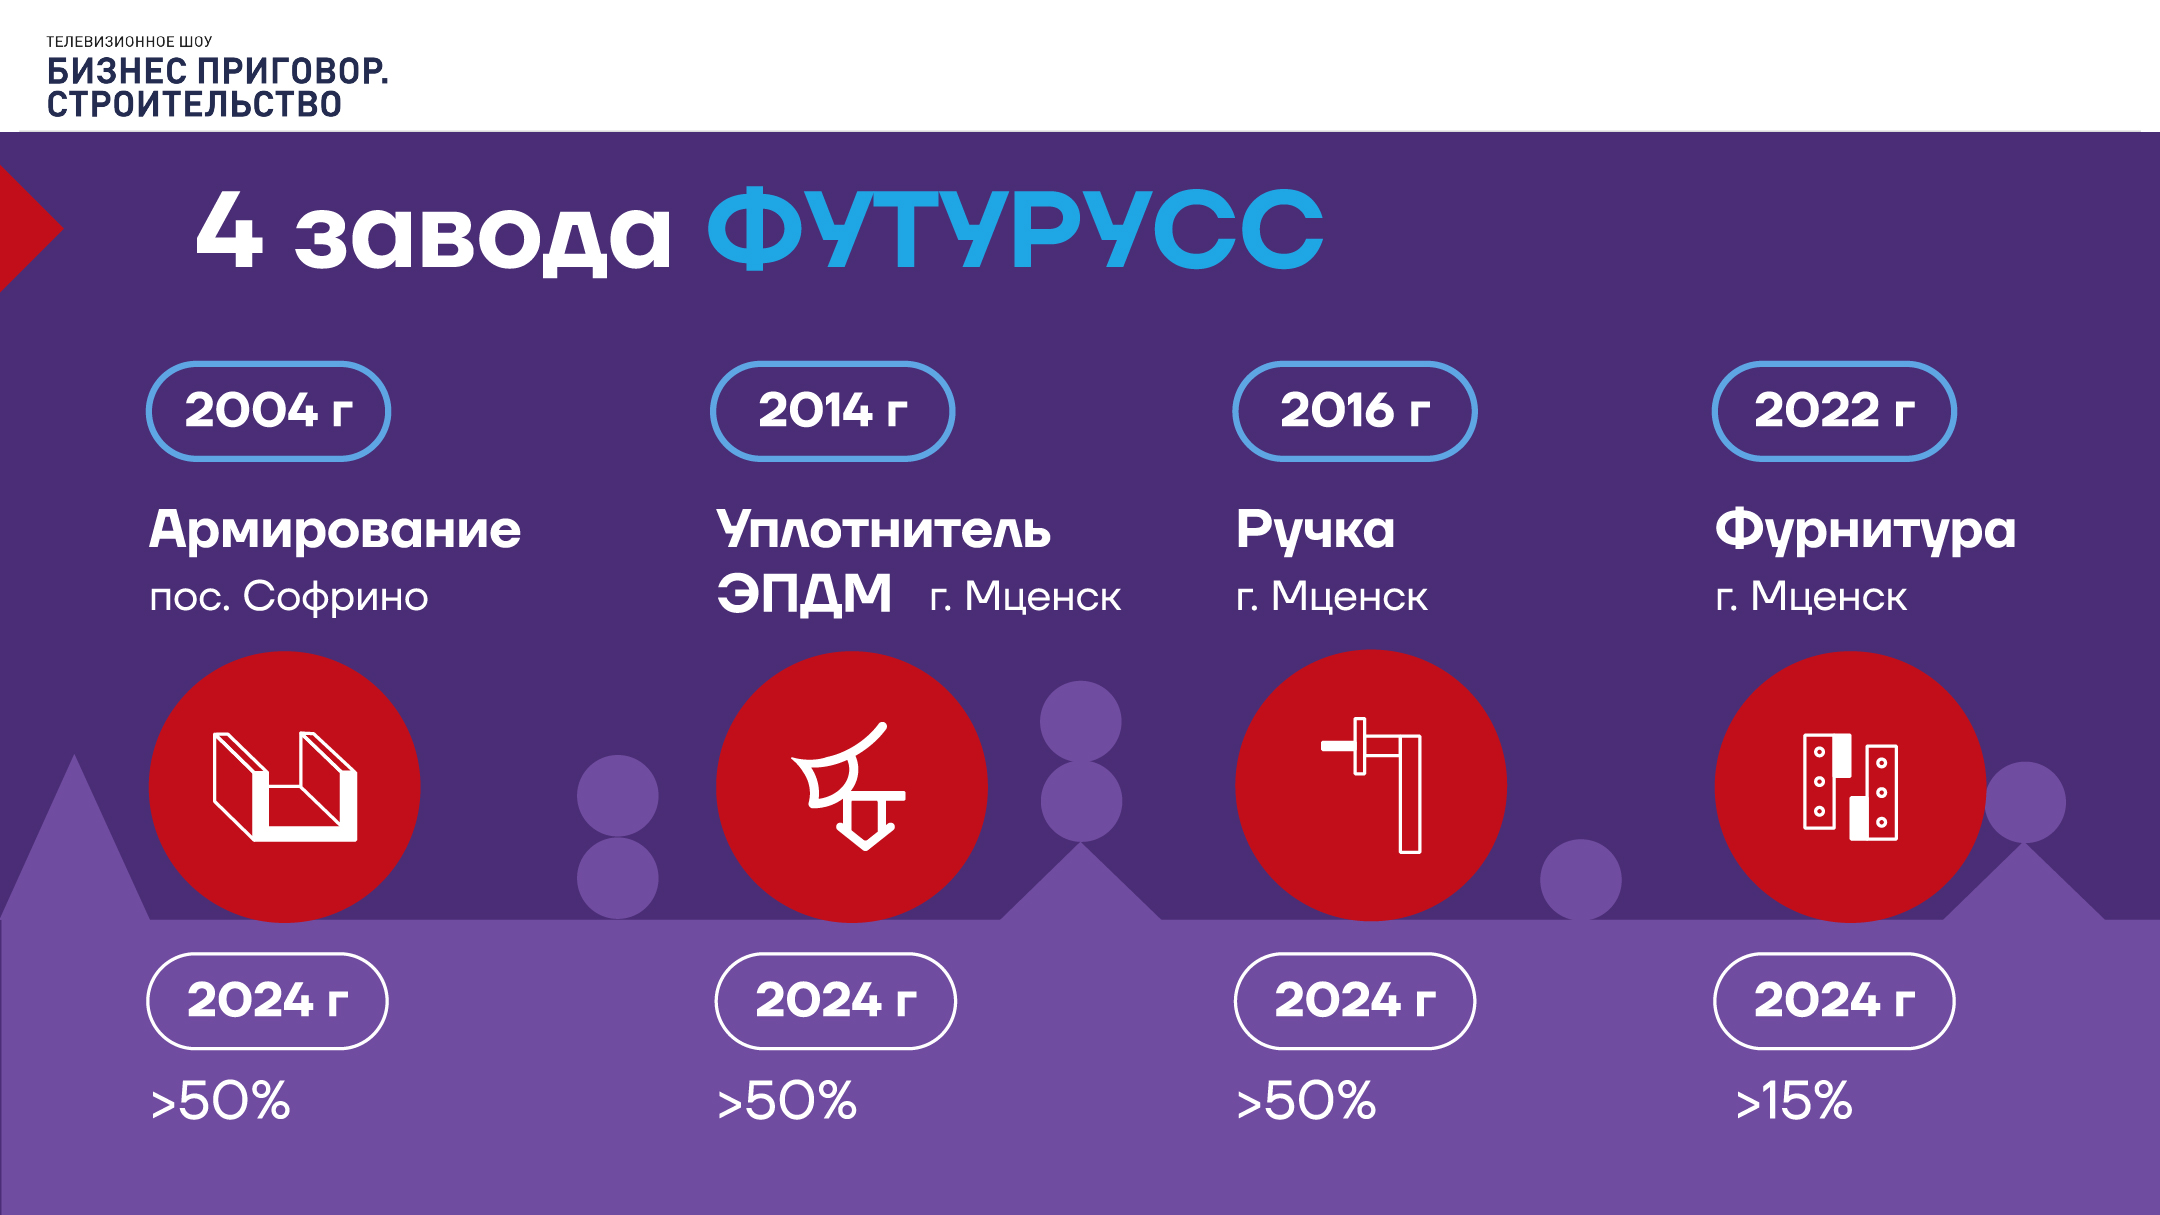 ТЕЛЕВИЗИОННОЕ ШОУ
БИЗНЕС ПРИГОВОР.
СТРОИТЕЛЬСТВО
4 завода ФУТУРУСС
2004 г
Армирование
пос. Софрино
2014 г
Уплотнитель
ЭПДМ г. Мценск
2016 г
Ручка
г. Мценск
2022 г
Фурнитура
г. Мценск
2024 г
>50%
2024 г
>50%
2024 г
>50%
2024 г
>15%